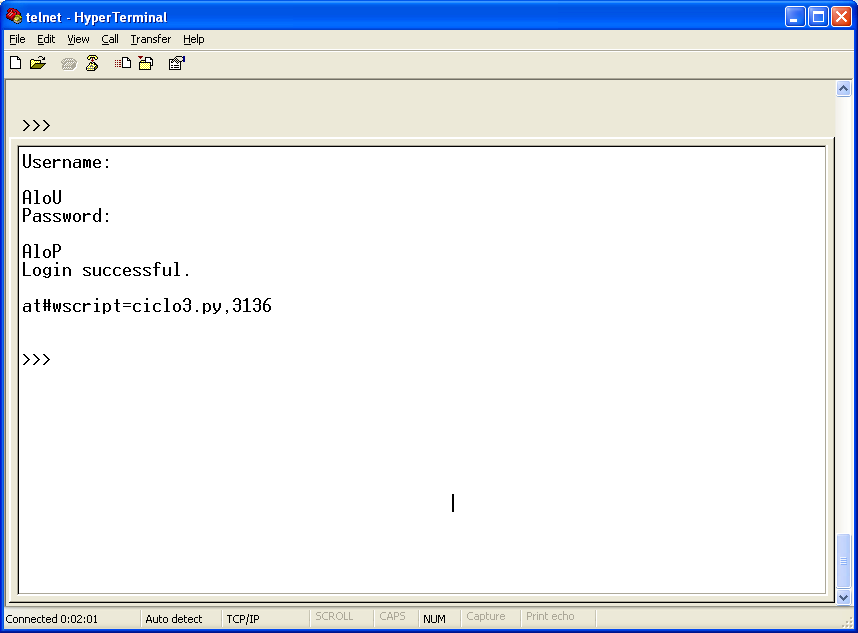 telnet - HyperTerminal
File Edit View Call Transfer Help
>>>
Username:
AloU
Password:
AloP
Login successful.
at#wscript=ciclo3.py,3136
>>>
Connected 0:02:01 Auto detect TCP/IP SCROLL CAPS NUM Capture Print echo